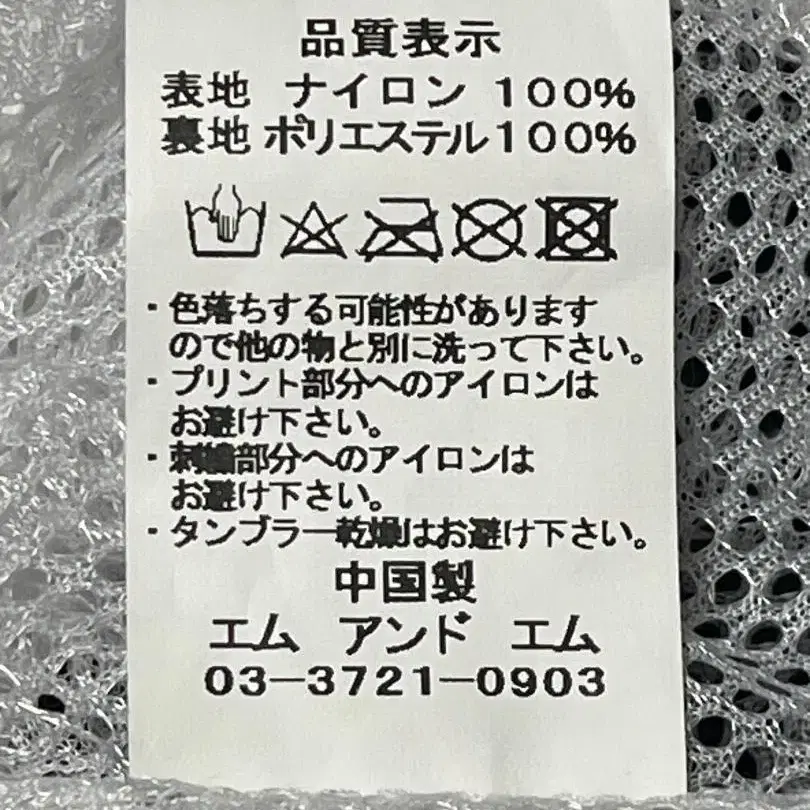 品質表示
表地 ナイロン 100%
裏地 ポリエステル100%
・色落ちする可能性があります
ので他の物と別に洗って下さい。
・プリント部分へのアイロンは
お避け下さい。
・刺繍部分へのアイロンは
お避け下さい。
・タンブラー乾燥はお避け下さい。
中国製
エム アンド エム
03-3721-0903